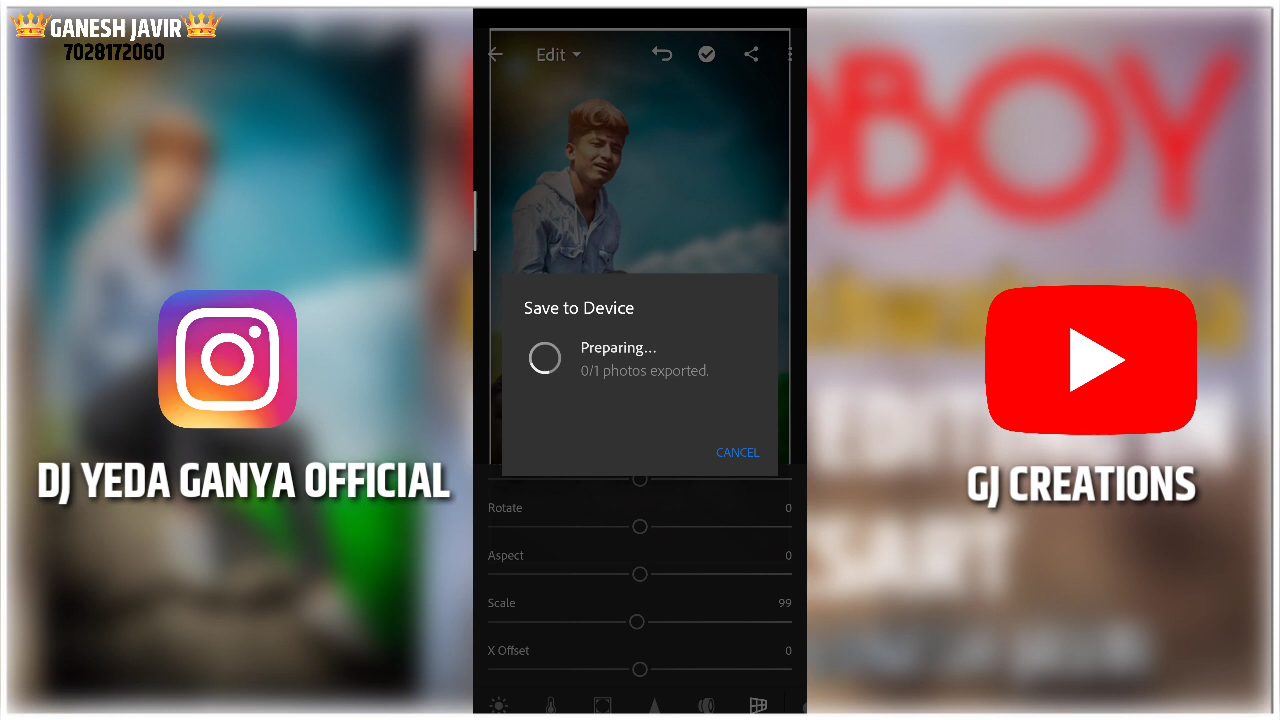 GANESH JAVIR
7028172060
Edit
Save to Device
Preparing...
0/1 photos exported.
CANCEL
Rotate 0
Aspect 0
Scale 99
X Offset 0
DJ YEDA GANYA OFFICIAL
GJ CREATIONS
BOY